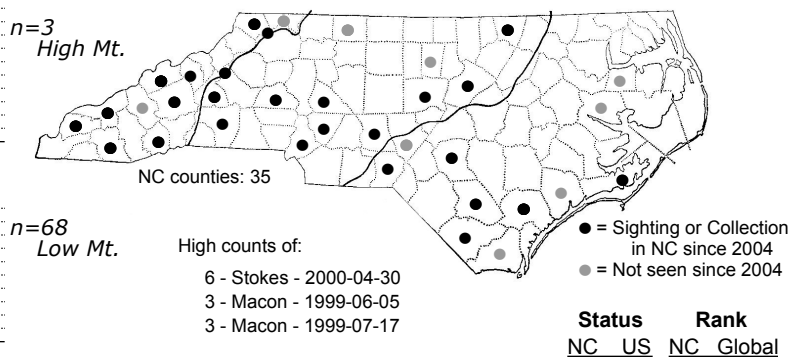 n=3
High Mt.
NC counties: 35
n=68
Low Mt.
High counts of:
6 - Stokes - 2000-04-30
3 - Macon - 1999-06-05
3 - Macon - 1999-07-17
● = Sighting or Collection
in NC since 2004
● = Not seen since 2004
Status Rank
NC US NC Global